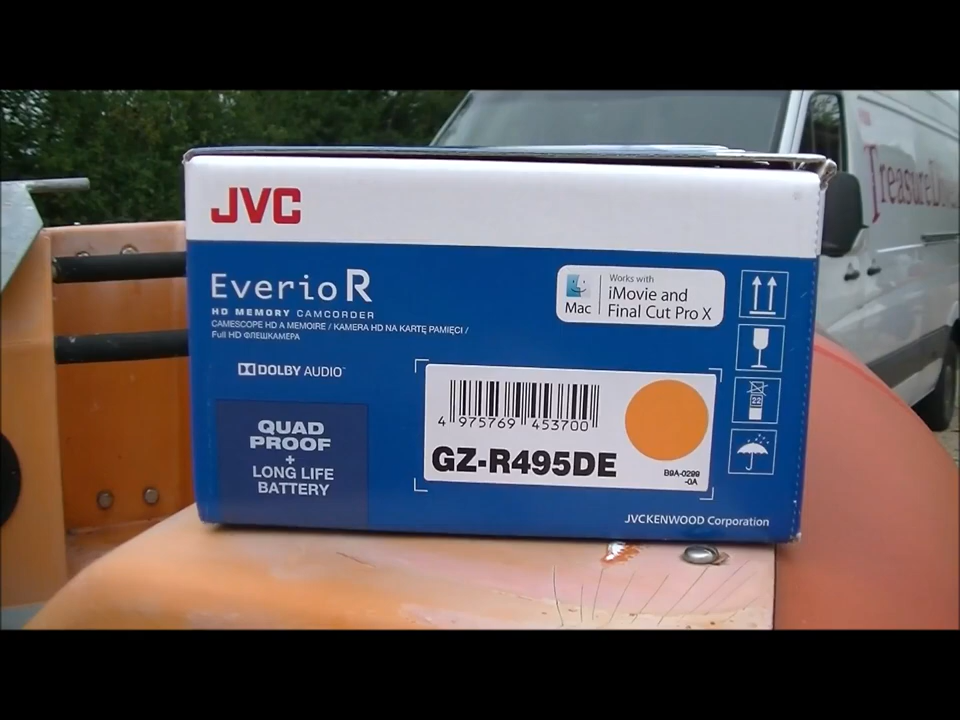 JVC
Everio R
HD MEMORY CAMCORDER
CAMESCOPE HD A MEMOIRE / KAMERA HD NA KARTĘ PAMIĘCI /
Full HD ФЛЕШКАМЕРА
DOLBY AUDIO
QUAD
PROOF
+
LONG LIFE
BATTERY
Mac
Works with
iMovie and
Final Cut Pro X
22
4 975769 453700
GZ-R495DE
B9A-0299
-0A
JVCKENWOOD Corporation